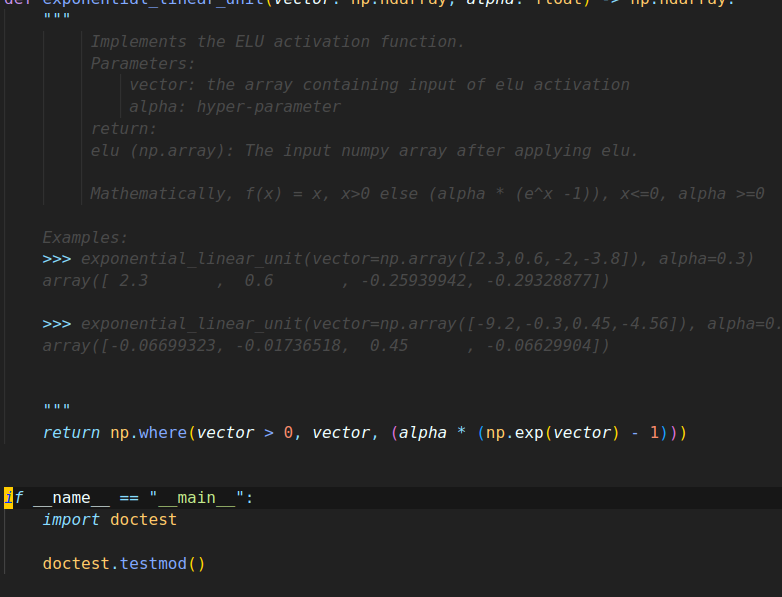 def exponential_linear_unit(vector: np.ndarray, alpha: float) -> np.ndarray:
"""
Implements the ELU activation function.
Parameters:
vector: the array containing input of elu activation
alpha: hyper-parameter
return:
elu (np.array): The input numpy array after applying elu.
Mathematically, f(x) = x, x>0 else (alpha * (e^x -1)), x<=0, alpha >=0
Examples:
>>> exponential_linear_unit(vector=np.array([2.3,0.6,-2,-3.8]), alpha=0.3)
array([ 2.3       ,  0.6       , -0.25939942, -0.29328877])
>>> exponential_linear_unit(vector=np.array([-9.2,-0.3,0.45,-4.56]), alpha=0.
array([-0.06699323, -0.01736518,  0.45      , -0.06629904])
"""
return np.where(vector > 0, vector, (alpha * (np.exp(vector) - 1)))
if __name__ == "__main__":
import doctest
doctest.testmod()